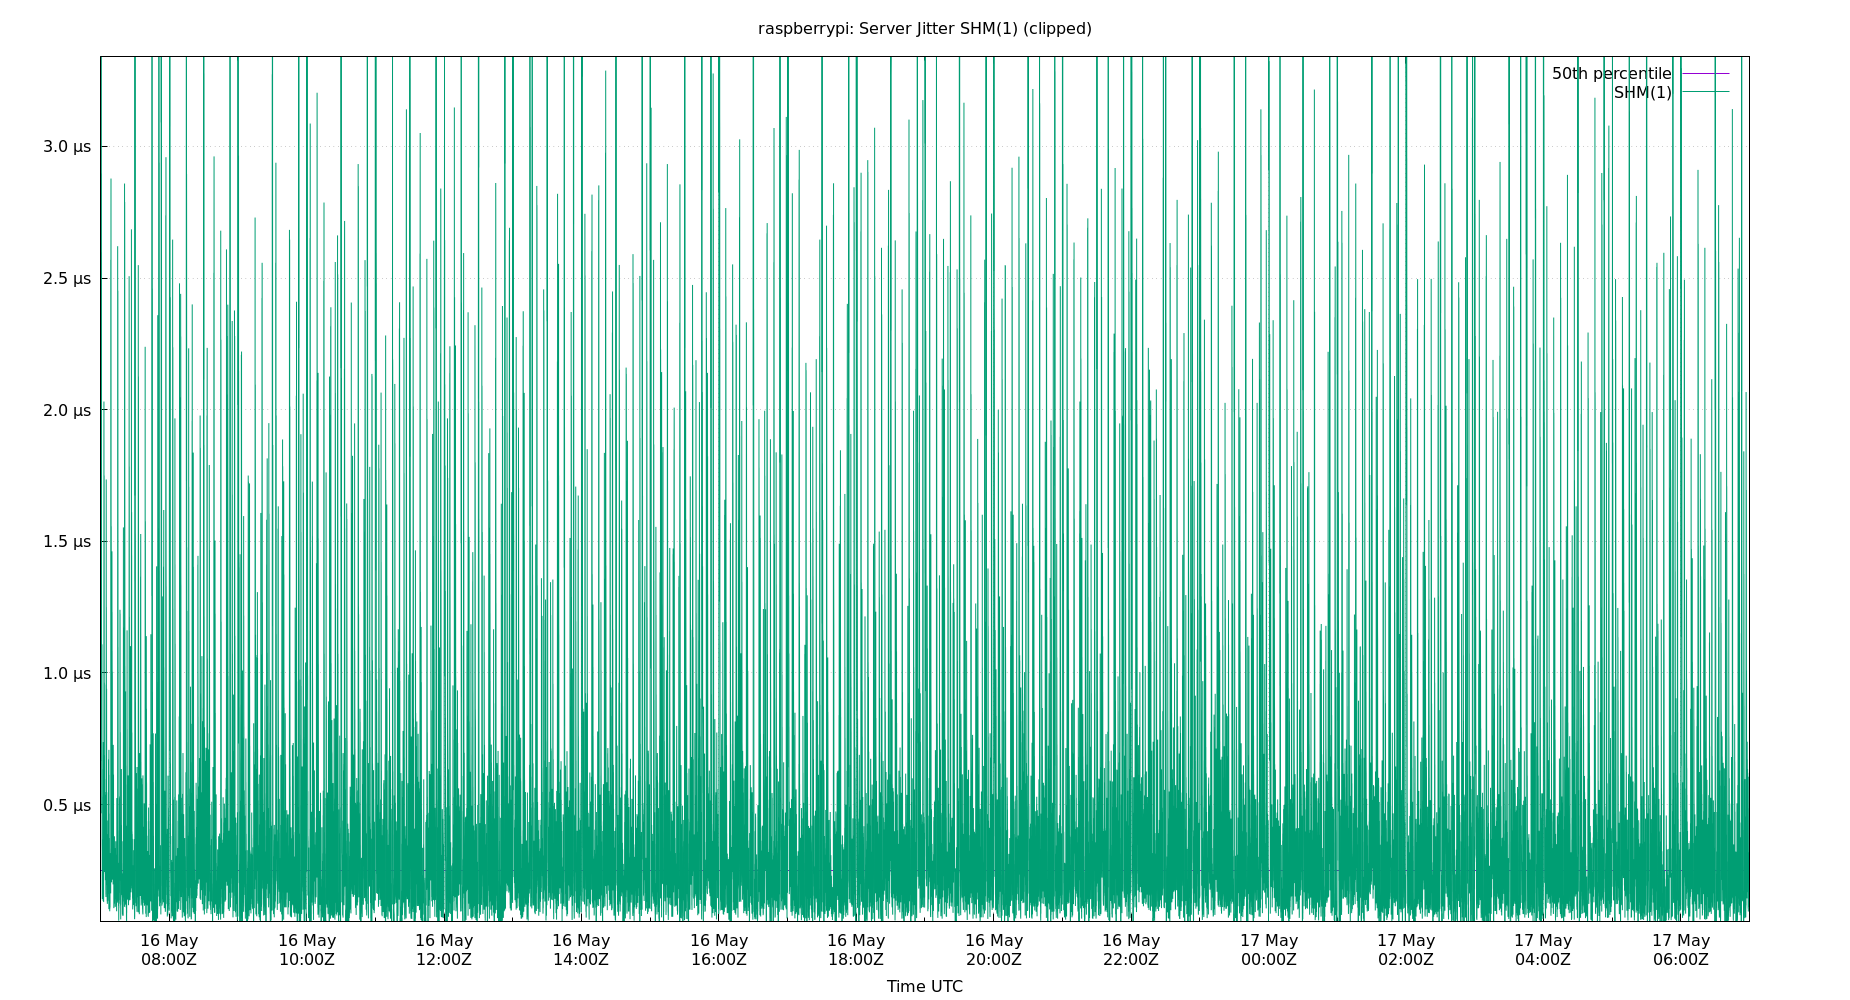 raspberrypi: Server Jitter SHM(1) (clipped)
50th percentile
SHM(1)
3.0 µs
2.5 µs
2.0 µs
1.5 µs
1.0 µs
0.5 µs
16 May 16 May 16 May 16 May 16 May 16 May 16 May 16 May 17 May 17 May 17 May 17 May
08:00Z 10:00Z 12:00Z 14:00Z 16:00Z 18:00Z 20:00Z 22:00Z 00:00Z 02:00Z 04:00Z 06:00Z
Time UTC